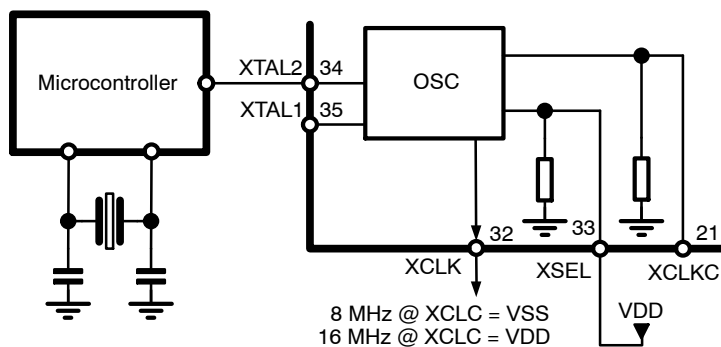 Microcontroller
XTAL2
34
XTAL1
35
OSC
32
33
21
XCLK
XSEL
XCLKC
8 MHz @ XCLC = VSS
16 MHz @ XCLC = VDD
VDD